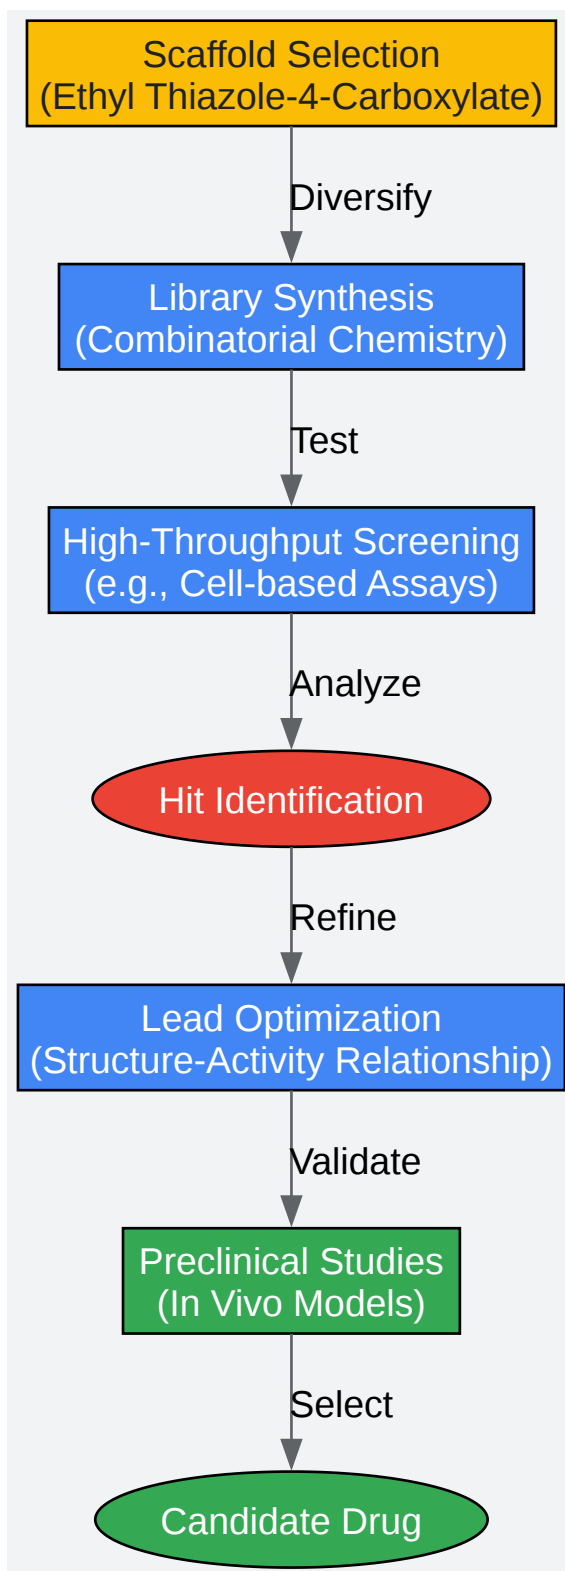 Scaffold Selection
(Ethyl Thiazole-4-Carboxylate)
Diversify
Library Synthesis
(Combinatorial Chemistry)
Test
High-Throughput Screening
(e.g., Cell-based Assays)
Analyze
Hit Identification
Refine
Lead Optimization
(Structure-Activity Relationship)
Validate
Preclinical Studies
(In Vivo Models)
Select
Candidate Drug